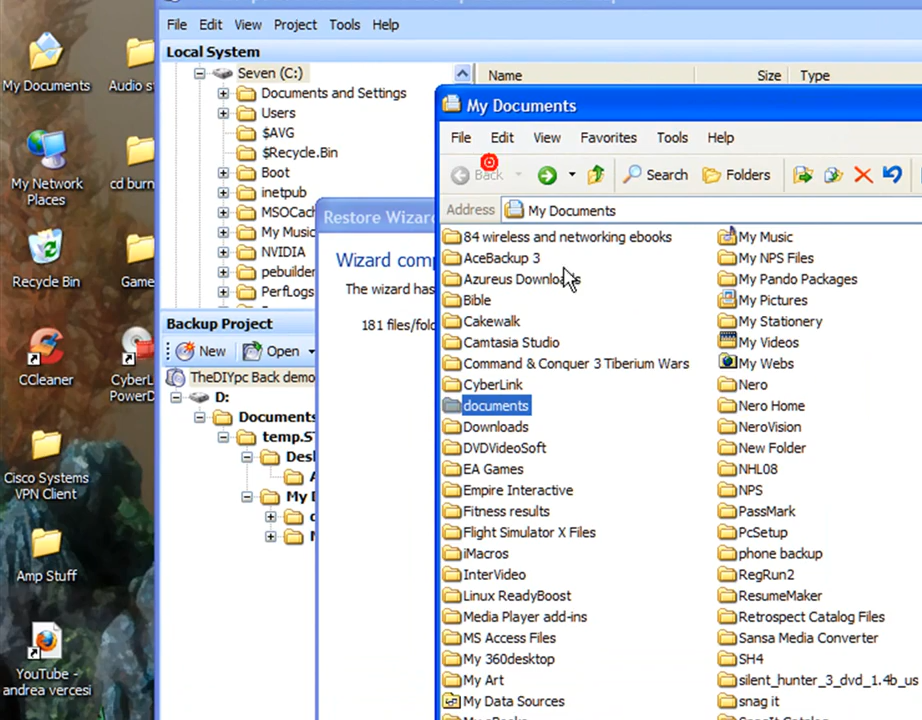 My Documents
Audio s
My Network
Places
cd burn
Recycle Bin
Game
CCleaner
CyberL
PowerD
Cisco Systems
VPN Client
Amp Stuff
YouTube -
andrea vercesi
File Edit View Project Tools Help
Local System
Seven (C:)
Documents and Settings
Users
$AVG
$Recycle.Bin
Boot
inetpub
MSOCach
My Music
NVIDIA
pebuilder
PerfLogs
Name Size Type
Backup Project
New Open
TheDIYpc Back demo
D:
Documents
temp.ST
Desl
A
My D
Restore Wizard
Wizard comp
The wizard has
181 files/fold
My Documents
File Edit View Favorites Tools Help
Back Search Folders
Address My Documents
84 wireless and networking ebooks
AceBackup 3
Azureus Downloads
Bible
Cakewalk
Camtasia Studio
Command & Conquer 3 Tiberium Wars
CyberLink
documents
Downloads
DVDVideoSoft
EA Games
Empire Interactive
Fitness results
Flight Simulator X Files
iMacros
InterVideo
Linux ReadyBoost
Media Player add-ins
MS Access Files
My 360desktop
My Art
My Data Sources
My Music
My NPS Files
My Pando Packages
My Pictures
My Stationery
My Videos
My Webs
Nero
Nero Home
NeroVision
New Folder
NHL08
NPS
PassMark
PcSetup
phone backup
RegRun2
ResumeMaker
Retrospect Catalog Files
Sansa Media Converter
SH4
silent_hunter_3_dvd_1.4b_us
snag it